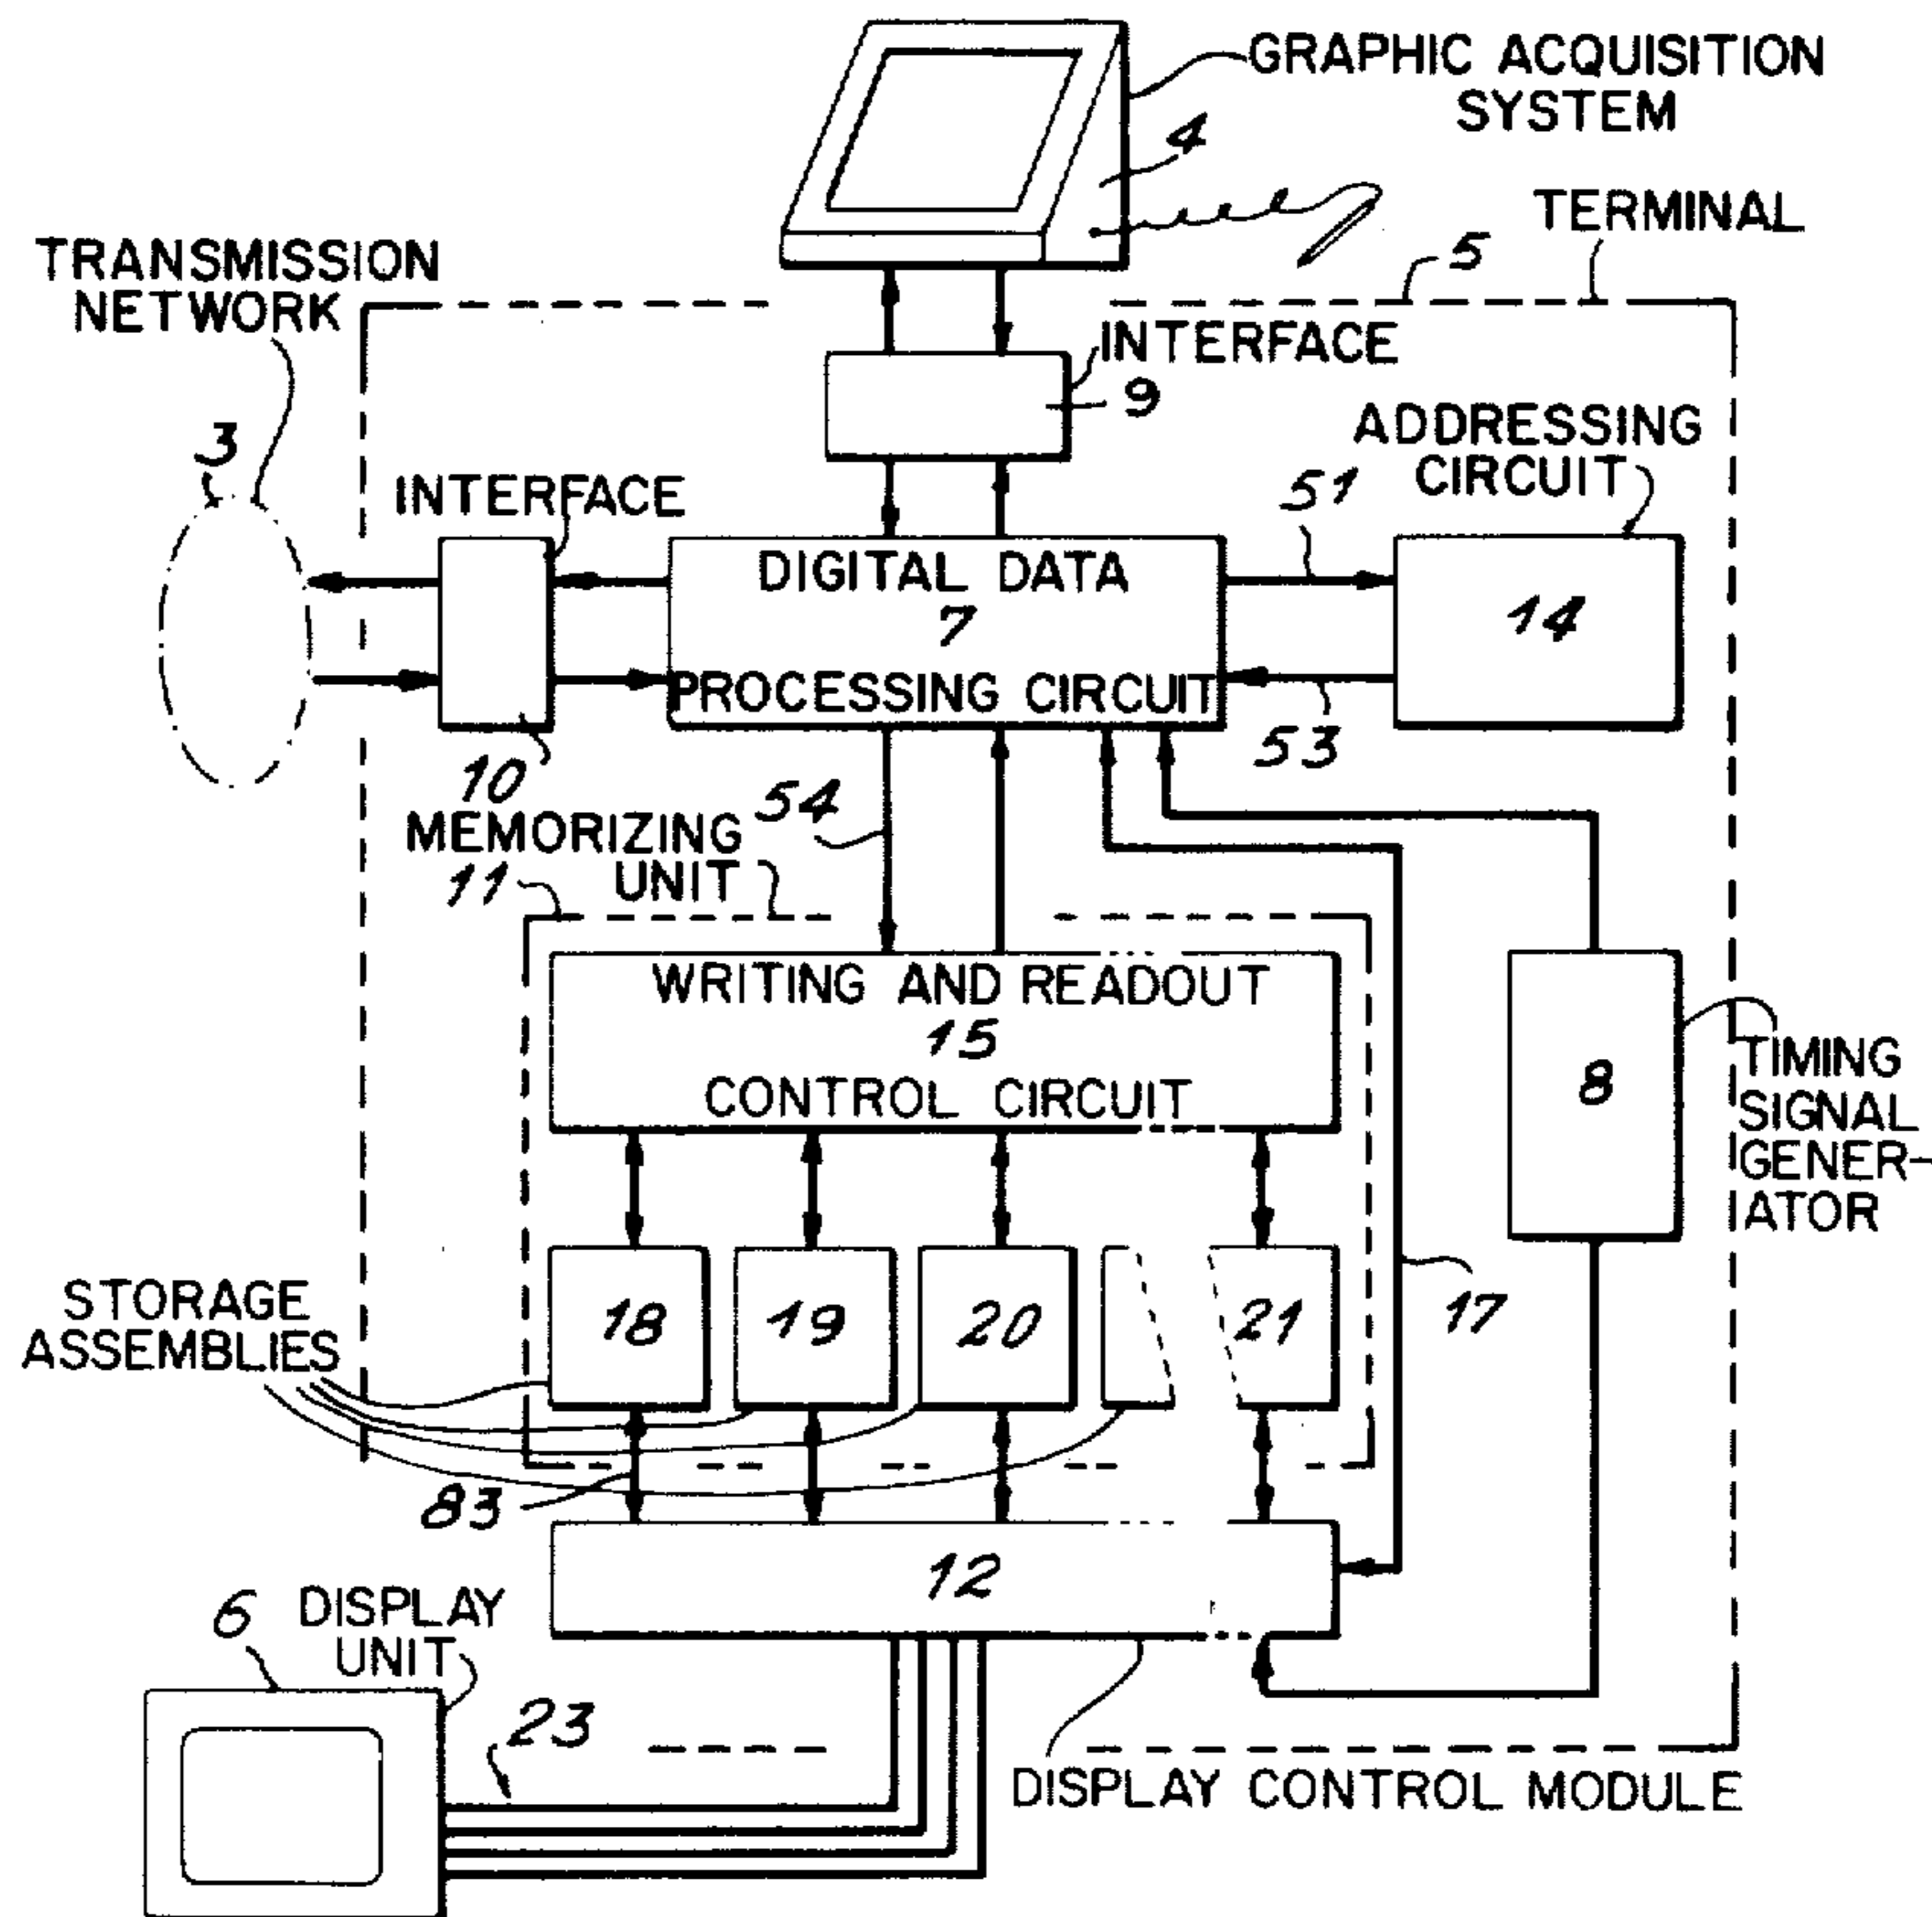 GRAPHIC ACQUISITION
SYSTEM
4
TERMINAL
5
TRANSMISSION
NETWORK
3
INTERFACE
9
ADDRESSING
CIRCUIT
INTERFACE
51
DIGITAL DATA
7
PROCESSING CIRCUIT
14
53
10
54
MEMORIZING
UNIT
11
WRITING AND READOUT
15
CONTROL CIRCUIT
8
TIMING
SIGNAL
GENER-
ATOR
STORAGE
ASSEMBLIES
18
19
20
21
17
83
12
6
DISPLAY
UNIT
23
DISPLAY CONTROL MODULE